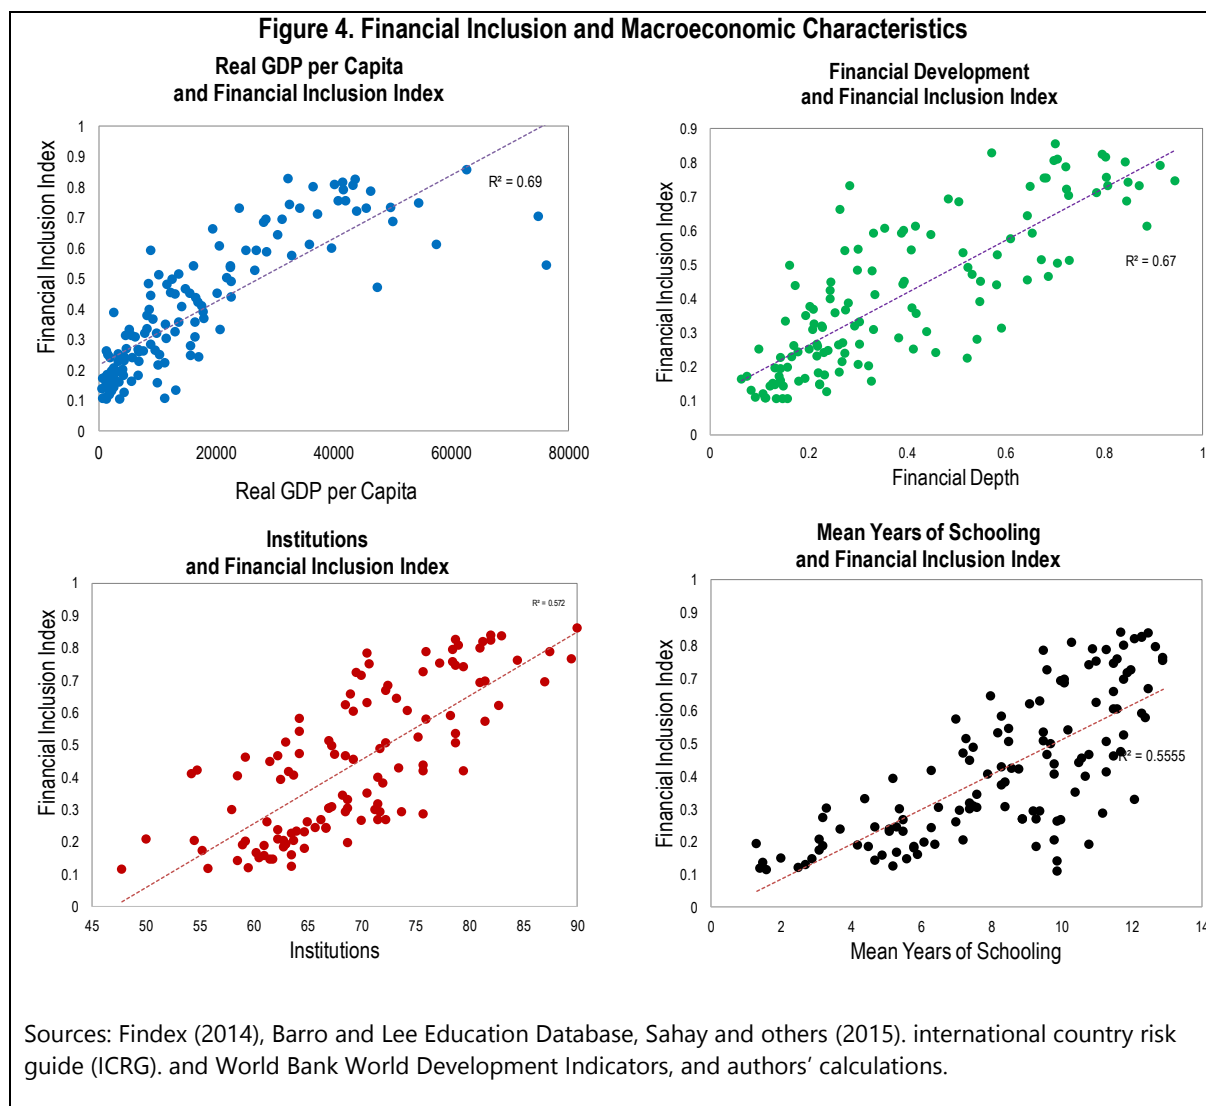 Figure 4. Financial Inclusion and Macroeconomic Characteristics
Real GDP per Capita
and Financial Inclusion Index
Financial Inclusion Index
1
0.9
0.8
0.7
0.6
0.5
0.4
0.3
0.2
0.1
0
R² = 0.69
0 20000 40000 60000 80000
Real GDP per Capita
Financial Development
and Financial Inclusion Index
Financial Inclusion Index
0.9
0.8
0.7
0.6
0.5
0.4
0.3
0.2
0.1
0
R² = 0.67
0 0.2 0.4 0.6 0.8 1
Financial Depth
Institutions
and Financial Inclusion Index
Financial Inclusion Index
1
0.9
0.8
0.7
0.6
0.5
0.4
0.3
0.2
0.1
0
R² = 0.572
45 50 55 60 65 70 75 80 85 90
Institutions
Mean Years of Schooling
and Financial Inclusion Index
Financial Inclusion Index
1
0.9
0.8
0.7
0.6
0.5
0.4
0.3
0.2
0.1
0
R² = 0.5555
0 2 4 6 8 10 12 14
Mean Years of Schooling
Sources: Findex (2014), Barro and Lee Education Database, Sahay and others (2015). international country risk
guide (ICRG). and World Bank World Development Indicators, and authors’ calculations.